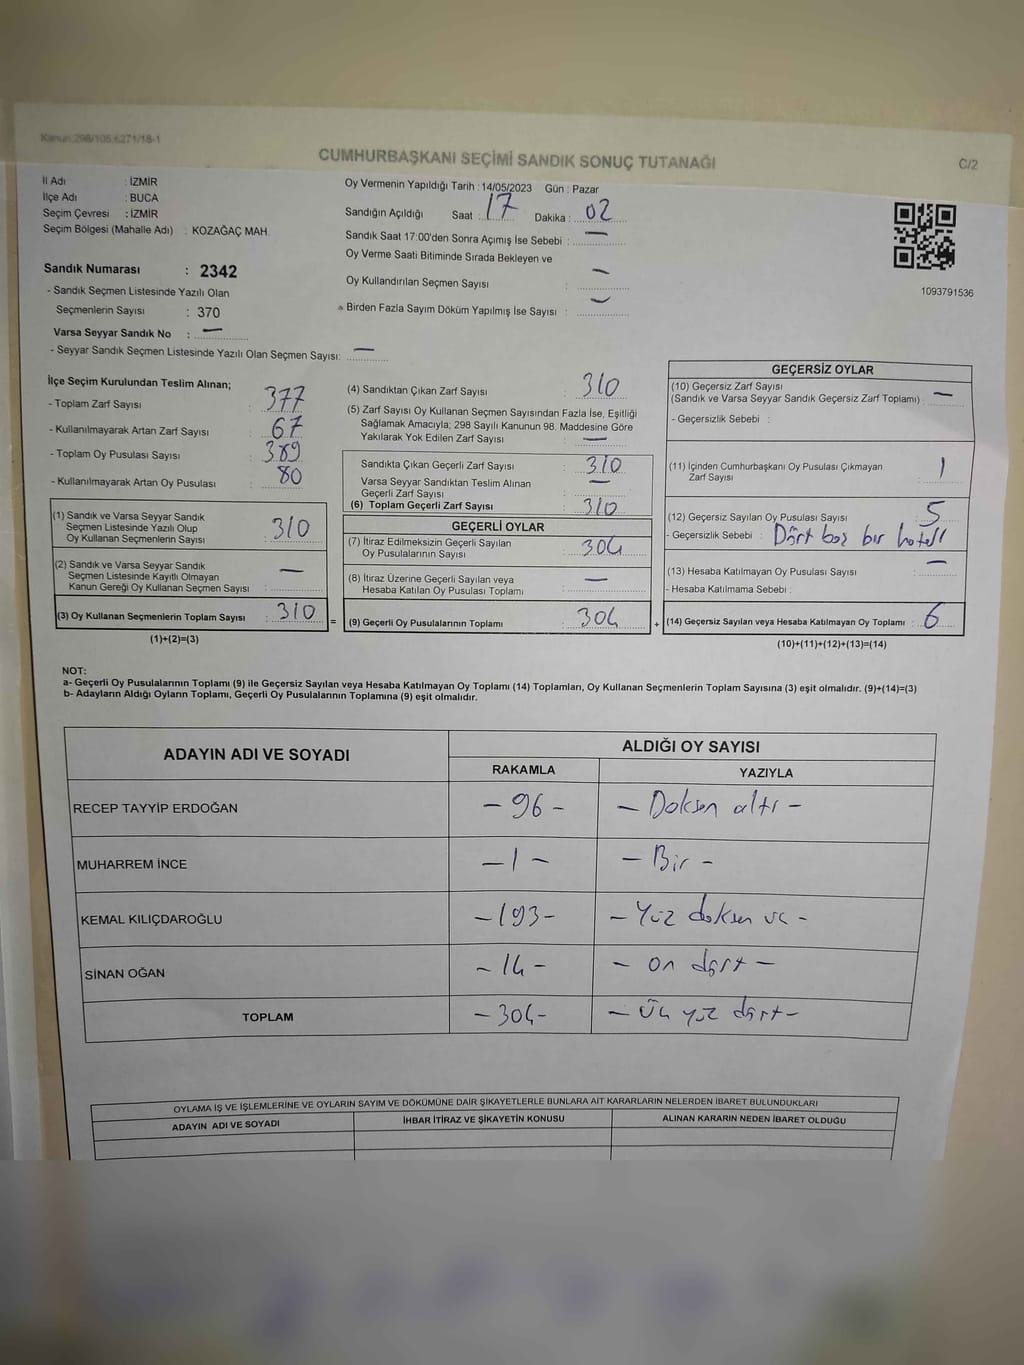 Kanun:298/105,6271/18-1
CUMHURBAŞKANI SEÇİMİ SANDIK SONUÇ TUTANAĞI
C/2
İl Adı : İZMİR
İlçe Adı : BUCA
Seçim Çevresi : İZMİR
Seçim Bölgesi (Mahalle Adı) : KOZAĞAÇ MAH.
Sandık Numarası : 2342
- Sandık Seçmen Listesinde Yazılı Olan
Seçmenlerin Sayısı : 370
Varsa Seyyar Sandık No : —
- Seyyar Sandık Seçmen Listesinde Yazılı Olan Seçmen Sayısı: —
Oy Vermenin Yapıldığı Tarih : 14/05/2023 Gün : Pazar
Sandığın Açıldığı Saat : 17 Dakika : 02
Sandık Saat 17:00'den Sonra Açımış İse Sebebi : —
Oy Verme Saati Bitiminde Sırada Bekleyen ve
Oy Kullandırılan Seçmen Sayısı : —
Birden Fazla Sayım Döküm Yapılmış İse Sayısı : —
1093791536
İlçe Seçim Kurulundan Teslim Alınan;
- Toplam Zarf Sayısı : 377
- Kullanılmayarak Artan Zarf Sayısı : 67
- Toplam Oy Pusulası Sayısı : 389
- Kullanılmayarak Artan Oy Pusulası : 80
(1) Sandık ve Varsa Seyyar Sandık
Seçmen Listesinde Yazılı Olup
Oy Kullanan Seçmenlerin Sayısı : 310
(2) Sandık ve Varsa Seyyar Sandık
Seçmen Listesinde Kayıtlı Olmayan
Kanun Gereği Oy Kullanan Seçmen Sayısı : —
(3) Oy Kullanan Seçmenlerin Toplam Sayısı : 310
(1)+(2)=(3)
=
(4) Sandıktan Çıkan Zarf Sayısı : 310
(5) Zarf Sayısı Oy Kullanan Seçmen Sayısından Fazla İse, Eşitliği
Sağlamak Amacıyla; 298 Sayılı Kanunun 98. Maddesine Göre
Yakılarak Yok Edilen Zarf Sayısı : —
Sandıkta Çıkan Geçerli Zarf Sayısı : 310
Varsa Seyyar Sandıktan Teslim Alınan
Geçerli Zarf Sayısı : —
(6) Toplam Geçerli Zarf Sayısı : 310
GEÇERLİ OYLAR
(7) İtiraz Edilmeksizin Geçerli Sayılan
Oy Pusulalarının Sayısı : 304
(8) İtiraz Üzerine Geçerli Sayılan veya
Hesaba Katılan Oy Pusulası Toplamı : —
(9) Geçerli Oy Pusulalarının Toplamı : 304
+
GEÇERSİZ OYLAR
(10) Geçersiz Zarf Sayısı
(Sandık ve Varsa Seyyar Sandık Geçersiz Zarf Toplamı) : —
- Geçersizlik Sebebi :
(11) İçinden Cumhurbaşkanı Oy Pusulası Çıkmayan
Zarf Sayısı : 1
(12) Geçersiz Sayılan Oy Pusulası Sayısı : 5
- Geçersizlik Sebebi : Dört boş bir hatalı
(13) Hesaba Katılmayan Oy Pusulası Sayısı : —
- Hesaba Katılmama Sebebi :
(14) Geçersiz Sayılan veya Hesaba Katılmayan Oy Toplamı : 6
(10)+(11)+(12)+(13)=(14)
NOT:
a- Geçerli Oy Pusulalarının Toplamı (9) ile Geçersiz Sayılan veya Hesaba Katılmayan Oy Toplamı (14) Toplamları, Oy Kullanan Seçmenlerin Toplam Sayısına (3) eşit olmalıdır. (9)+(14)=(3)
b- Adayların Aldığı Oyların Toplamı, Geçerli Oy Pusulalarının Toplamına (9) eşit olmalıdır.
ADAYIN ADI VE SOYADI
ALDIĞI OY SAYISI
RAKAMLA YAZIYLA
RECEP TAYYİP ERDOĞAN -96- - Doksan altı -
MUHARREM İNCE -1- - Bir -
KEMAL KILIÇDAROĞLU -193- - Yüz doksan üç -
SİNAN OĞAN -14- - on dört -
TOPLAM -304- - Üç yüz dört -
OYLAMA İŞ VE İŞLEMLERİNE VE OYLARIN SAYIM VE DÖKÜMÜNE DAİR ŞİKAYETLERLE BUNLARA AİT KARARLARIN NELERDEN İBARET BULUNDUKLARI
ADAYIN ADI VE SOYADI İHBAR İTİRAZ VE ŞİKAYETİN KONUSU ALINAN KARARIN NEDEN İBARET OLDUĞU